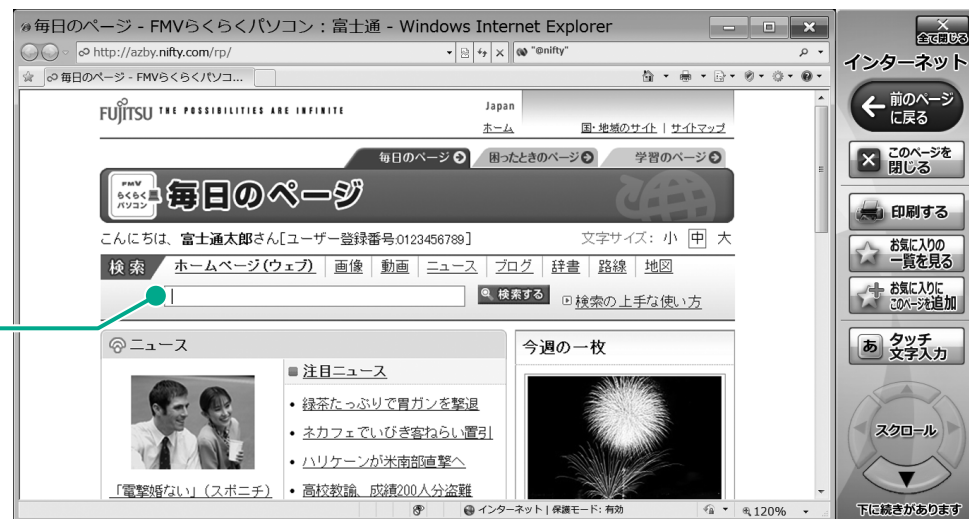 毎日のページ - FMVらくらくパソコン：富士通 - Windows Internet Explorer
http://azby.nifty.com/rp/
"@nifty"
毎日のページ - FMVらくらくパソコ...
FUJITSU THE POSSIBILITIES ARE INFINITE
Japan
ホーム
国・地域のサイト | サイトマップ
毎日のページ
困ったときのページ
学習のページ
FMV
らくらく
パソコン
毎日のページ
こんにちは、富士通太郎さん[ユーザー登録番号:0123456789]
文字サイズ: 小 中 大
検索
ホームページ(ウェブ) | 画像 | 動画 | ニュース | ブログ | 辞書 | 路線 | 地図
検索する
検索の上手な使い方
ニュース
注目ニュース
• 緑茶たっぷりで胃ガンを撃退
• ネカフェでいびき客ねらい置引
• ハリケーンが米南部直撃へ
• 高校教諭、成績200人分盗難
「電撃婚ない」(スポニチ)
今週の一枚
インターネット | 保護モード: 有効
120%
全て閉じる
インターネット
前のページ
に戻る
このページを
閉じる
印刷する
お気に入りの
一覧を見る
お気に入りに
このページを追加
あ
タッチ
文字入力
スクロール
下に続きがあります